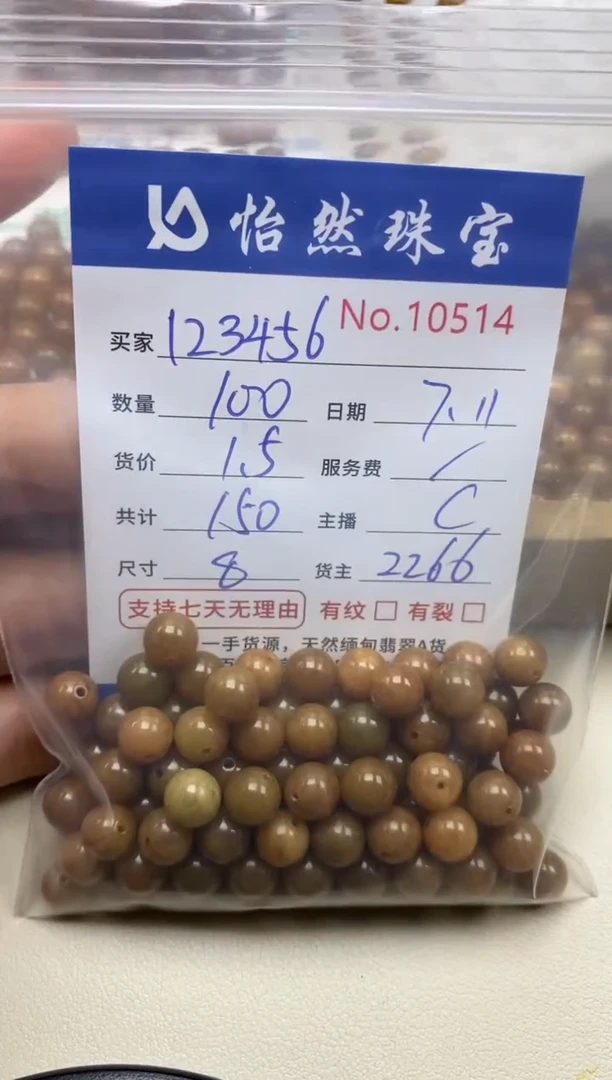 怡然珠宝
No.10514
买家 123456
数量 100 日期 7.11
货价 1.5 服务费 /
共计 150 主播 C
尺寸 8 货主 2266
支持七天无理由 有纹 □ 有裂 □
一手货源，天然缅甸翡翠A货